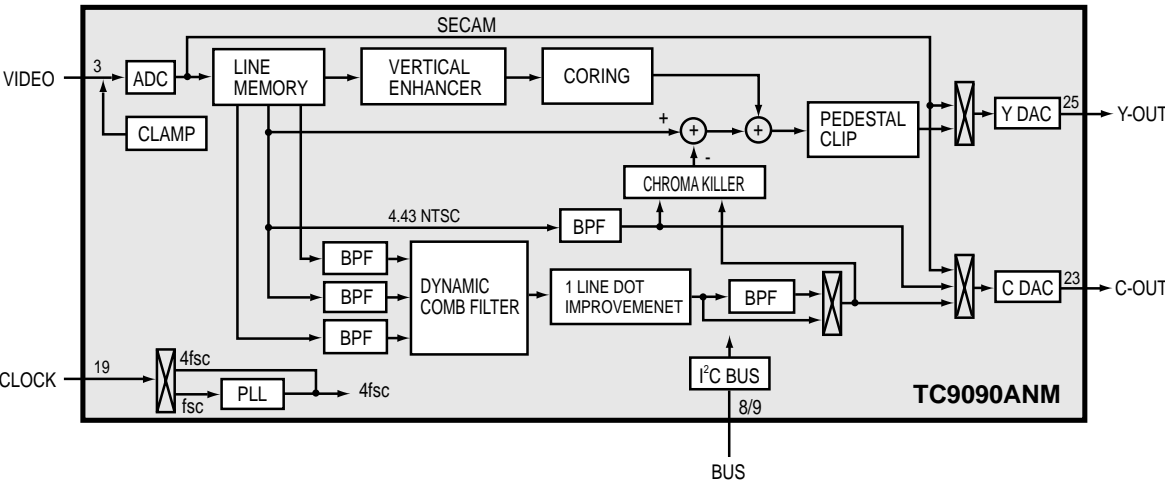 SECAM
VIDEO
3
ADC
LINE
MEMORY
VERTICAL
ENHANCER
CORING
CLAMP
+
+
+
-
PEDESTAL
CLIP
Y DAC
25
Y-OUT
CHROMA KILLER
4.43 NTSC
BPF
BPF
BPF
BPF
DYNAMIC
COMB FILTER
1 LINE DOT
IMPROVEMENET
BPF
C DAC
23
C-OUT
CLOCK
19
4fsc
fsc
PLL
4fsc
I²C BUS
8/9
BUS
TC9090ANM